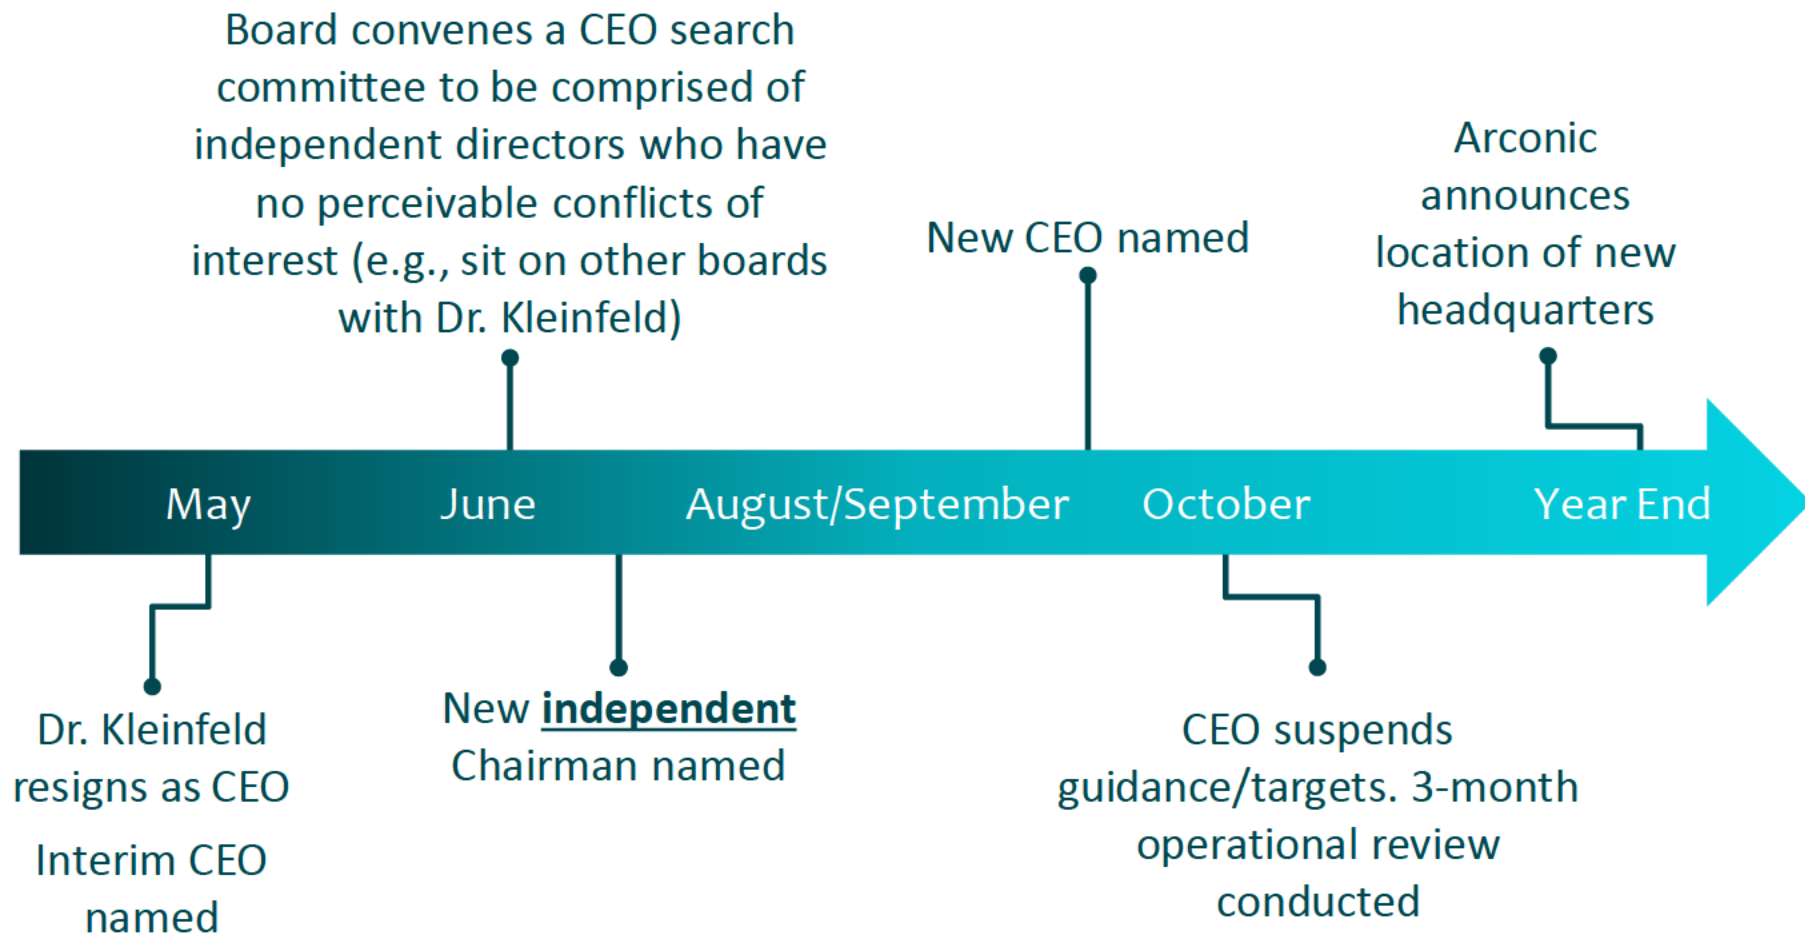 Board convenes a CEO search
committee to be comprised of
independent directors who have
no perceivable conflicts of
interest (e.g., sit on other boards
with Dr. Kleinfeld)
New CEO named
Arconic
announces
location of new
headquarters
May
June
August/September
October
Year End
Dr. Kleinfeld
resigns as CEO
Interim CEO
named
New independent
Chairman named
CEO suspends
guidance/targets. 3-month
operational review
conducted